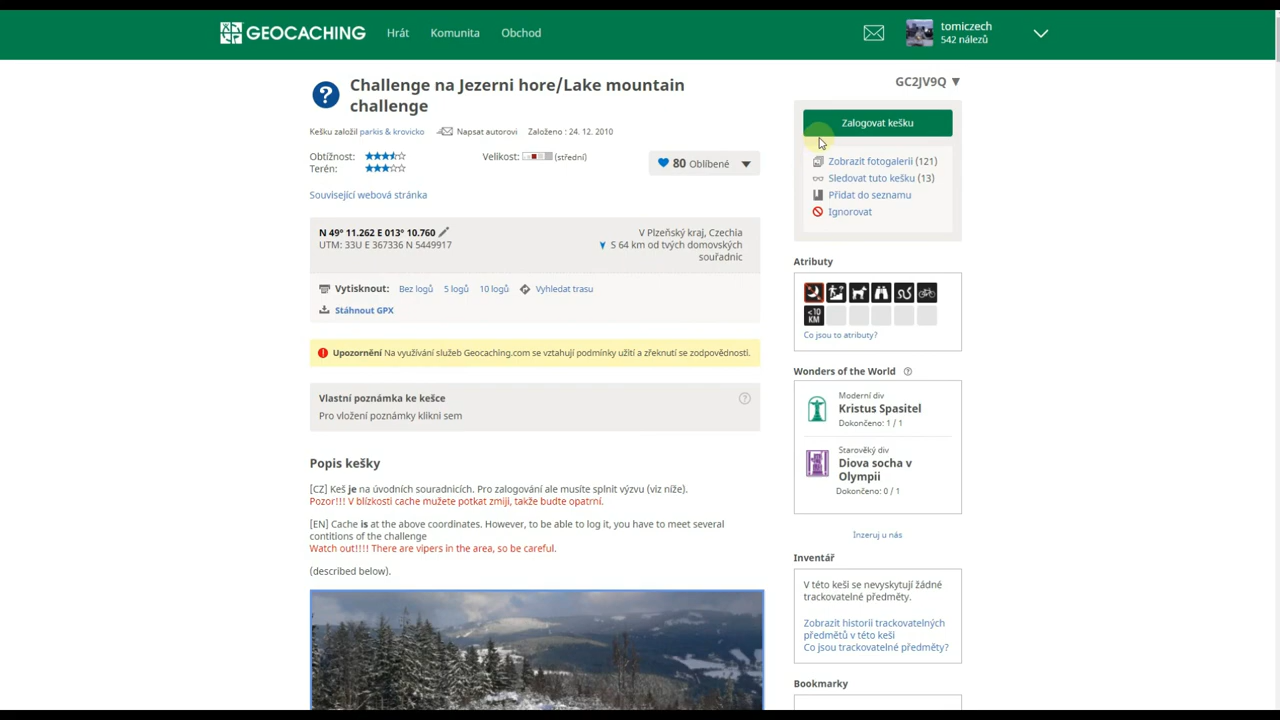 GEOCACHING Hrát Komunita Obchod
tomiczech
542 nálezů
Challenge na Jezerni hore/Lake mountain
challenge
GC2JV9Q ▼
Kešku založil parkis & krovicko Napsat autorovi Založeno : 24. 12. 2010
Obtížnost:
Velikost: (střední)
Terén:
80 Oblíbené
Související webová stránka
Zalogovat kešku
Zobrazit fotogalerii (121)
Sledovat tuto kešku (13)
Přidat do seznamu
Ignorovat
N 49° 11.262 E 013° 10.760
UTM: 33U E 367336 N 5449917
V Plzeňský kraj, Czechia
S 64 km od tvých domovských
souřadnic
Vytisknout: Bez logů 5 logů 10 logů Vyhledat trasu
Stáhnout GPX
Upozornění Na využívání služeb Geocaching.com se vztahují podmínky užití a zřeknutí se zodpovědnosti.
Vlastní poznámka ke kešce
Pro vložení poznámky klikni sem
Popis kešky
[CZ] Keš je na úvodních souradnicích. Pro zalogování ale musíte splnit výzvu (viz níže).
Pozor!!! V blízkosti cache mužete potkat zmiji, takže budte opatrní.
[EN] Cache is at the above coordinates. However, to be able to log it, you have to meet several
contitions of the challenge
Watch out!!!! There are vipers in the area, so be careful.
(described below).
Atributy
<10
KM
Co jsou to atributy?
Wonders of the World
Moderní div
Kristus Spasitel
Dokončeno: 1 / 1
Starověký div
Diova socha v
Olympii
Dokončeno: 0 / 1
Inzeruj u nás
Inventář
V této keši se nevyskytují žádné
trackovatelné předměty.
Zobrazit historii trackovatelných
předmětů v této keši
Co jsou trackovatelné předměty?
Bookmarky